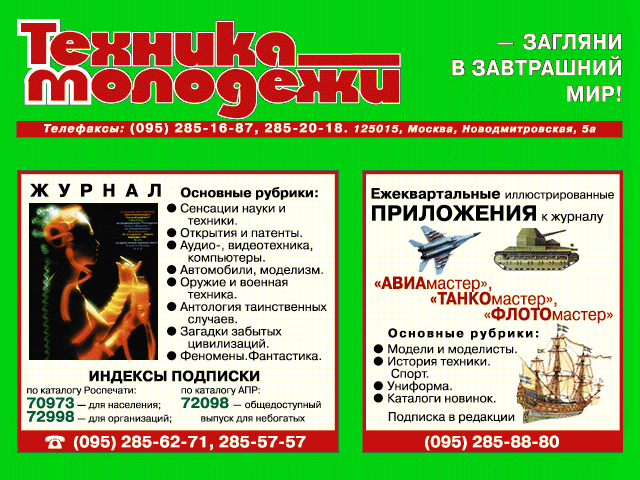 Техника
молодежи
— ЗАГЛЯНИ
В ЗАВТРАШНИЙ
МИР!
Телефаксы: (095) 285-16-87, 285-20-18. 125015, Москва, Новодмитровская, 5а
ЖУРНАЛ
Основные рубрики:
● Сенсации науки и
техники.
● Открытия и патенты.
● Аудио-, видеотехника,
компьютеры.
● Автомобили, моделизм.
● Оружие и военная
техника.
● Антология таинственных
случаев.
● Загадки забытых
цивилизаций.
● Феномены.Фантастика.
ИНДЕКСЫ ПОДПИСКИ
по каталогу Роспечати:
70973 — для населения;
72998 — для организаций;
по каталогу АПР:
72098 — общедоступный
выпуск для небогатых
☎ (095) 285-62-71, 285-57-57
Ежеквартальные иллюстрированные
ПРИЛОЖЕНИЯ к журналу
«АВИАмастер»,
«ТАНКОмастер»,
«ФЛОТОмастер»
Основные рубрики:
● Модели и моделисты.
● История техники.
Спорт.
● Униформа.
● Каталоги новинок.
Подписка в редакции
(095) 285-88-80